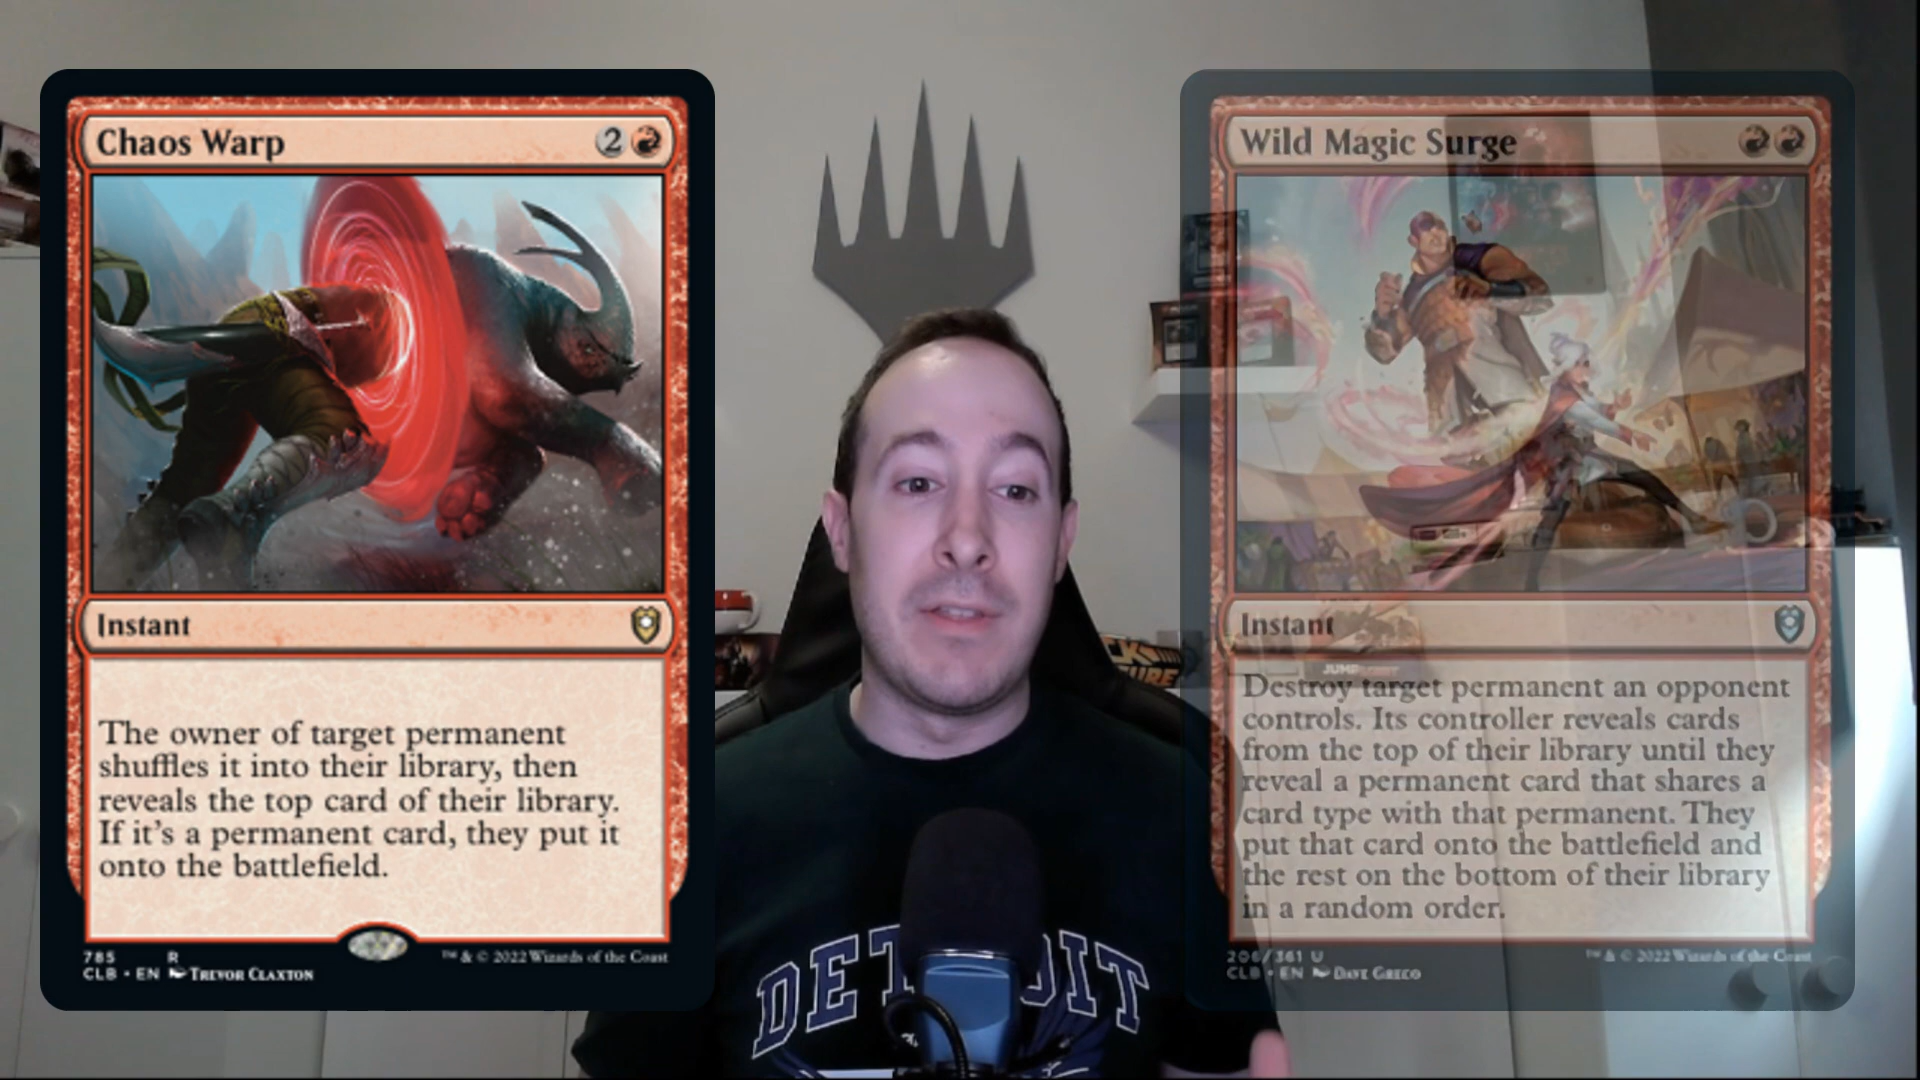 Chaos Warp
2
Instant
The owner of target permanent
shuffles it into their library, then
reveals the top card of their library.
If it's a permanent card, they put it
onto the battlefield.
785 R
CLB • EN TREVOR CLAXTON
™ & © 2022 Wizards of the Coast
Wild Magic Surge
Instant
JUMP
Destroy target permanent an opponent
controls. Its controller reveals cards
from the top of their library until they
reveal a permanent card that shares a
card type with that permanent. They
put that card onto the battlefield and
the rest on the bottom of their library
in a random order.
206/361 U
CLB • EN DAVE GRECO
™ & © 2022 Wizards of the Coast
DETROIT